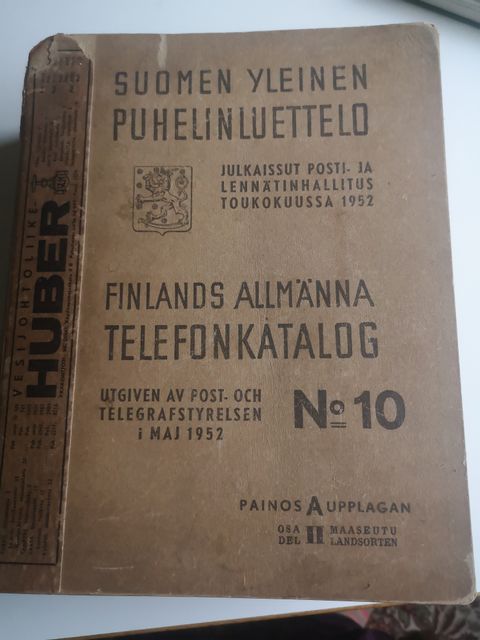 SUOMEN YLEINEN
PUHELINLUETTELO
JULKAISSUT POSTI- JA
LENNÄTINHALLITUS
TOUKOKUUSSA 1952
FINLANDS ALLMÄNNA
TELEFONKATALOG
UTGIVEN AV POST- OCH
TELEGRAFSTYRELSEN
I MAJ 1952
No 10
PAINOS A UPPLAGAN
OSA II MAASEUTU
DEL II LANDSORTEN
VESIJOHTOLIIKE
HUBER